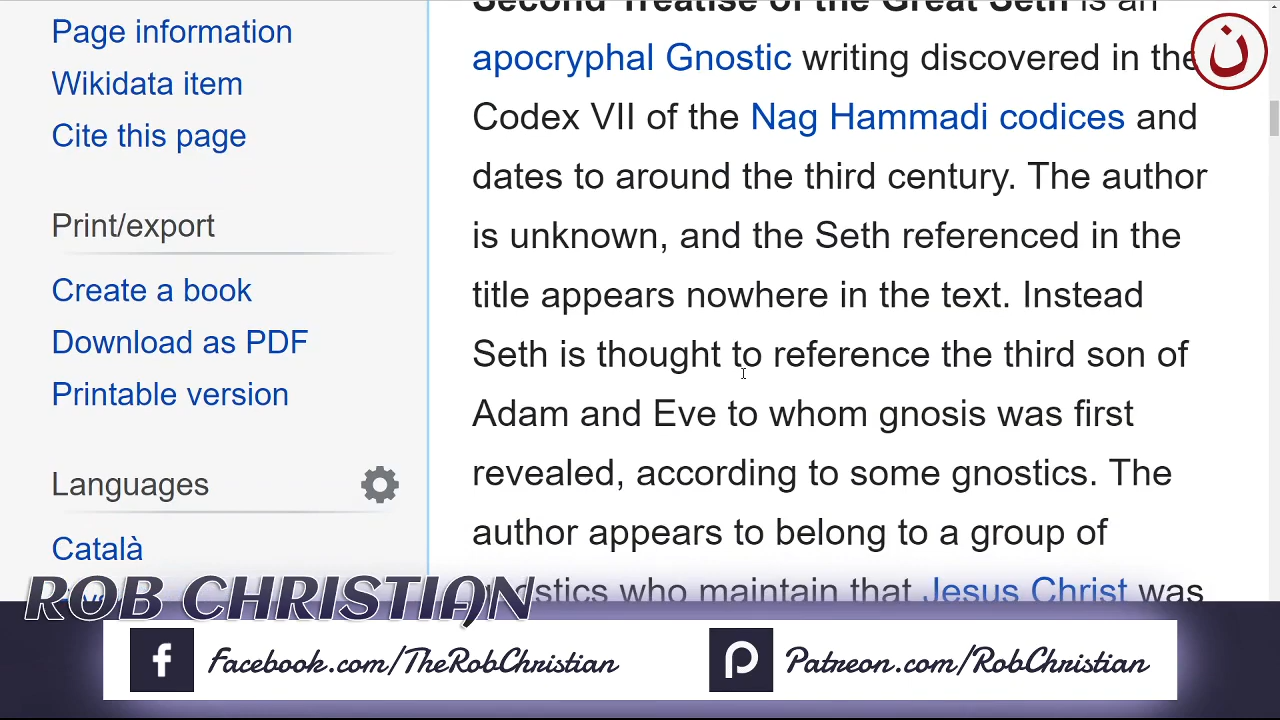 Page information
Wikidata item
Cite this page
Print/export
Create a book
Download as PDF
Printable version
Languages
Català
Second Treatise of the Great Seth is an
apocryphal Gnostic writing discovered in the
Codex VII of the Nag Hammadi codices and
dates to around the third century. The author
is unknown, and the Seth referenced in the
title appears nowhere in the text. Instead
Seth is thought to reference the third son of
Adam and Eve to whom gnosis was first
revealed, according to some gnostics. The
author appears to belong to a group of
gnostics who maintain that Jesus Christ was
ن
ROB CHRISTIAN
Facebook.com/TheRobChristian
Patreon.com/RobChristian